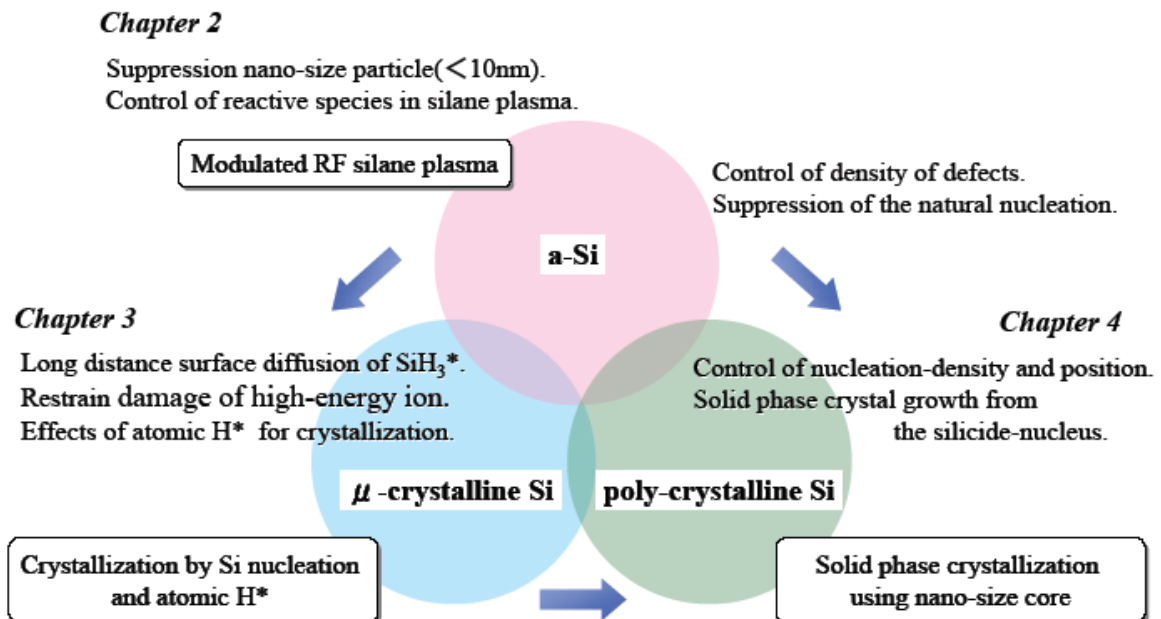 Chapter 2
Suppression nano-size particle(<10nm).
Control of reactive species in silane plasma.
Modulated RF silane plasma
Control of density of defects.
Suppression of the natural nucleation.
a-Si
Chapter 3
Long distance surface diffusion of SiH₃*.
Restrain damage of high-energy ion.
Effects of atomic H* for crystallization.
Chapter 4
Control of nucleation-density and position.
Solid phase crystal growth from
the silicide-nucleus.
μ-crystalline Si
poly-crystalline Si
Crystallization by Si nucleation
and atomic H*
Solid phase crystallization
using nano-size core